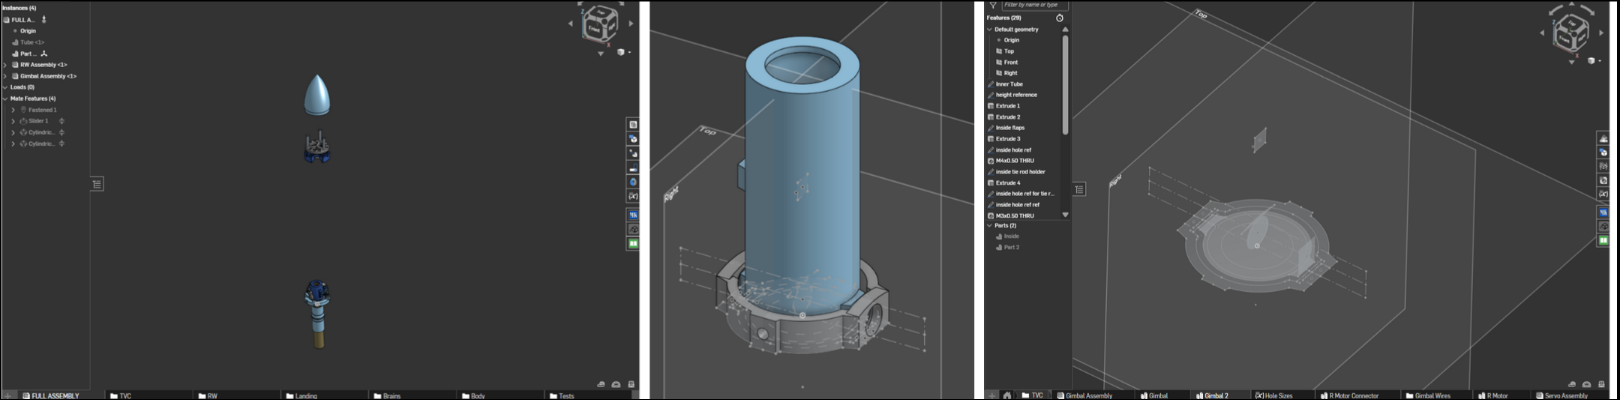 Instances (4)
FULL A...
Origin
Tube <1>
Part ...
RW Assembly <1>
Gimbal Assembly <1>
Loads (0)
Mate Features (4)
Fastened 1
Slider 1
Cylindric...
Cylindric...
FULL ASSEMBLY
TVC
RW
Landing
Brains
Body
Tests
Top
Right
Filter by name or type
Features (28)
Default geometry
Origin
Top
Front
Right
Inner Tube
height reference
Extrude 1
Extrude 2
Inside flaps
Extrude 3
inside hole ref
M4x0.50 THRU
inside tie rod holder
Extrude 4
inside hole ref for tie r...
inside hole ref ref
M3x0.50 THRU
Parts (2)
Inside
Part 2
Top
Right
TVC
Gimbal Assembly
Gimbal
Gimbal 2
(x) Hole Sizes
R Motor Connector
Gimbal Wires
R Motor
Servo Assembly